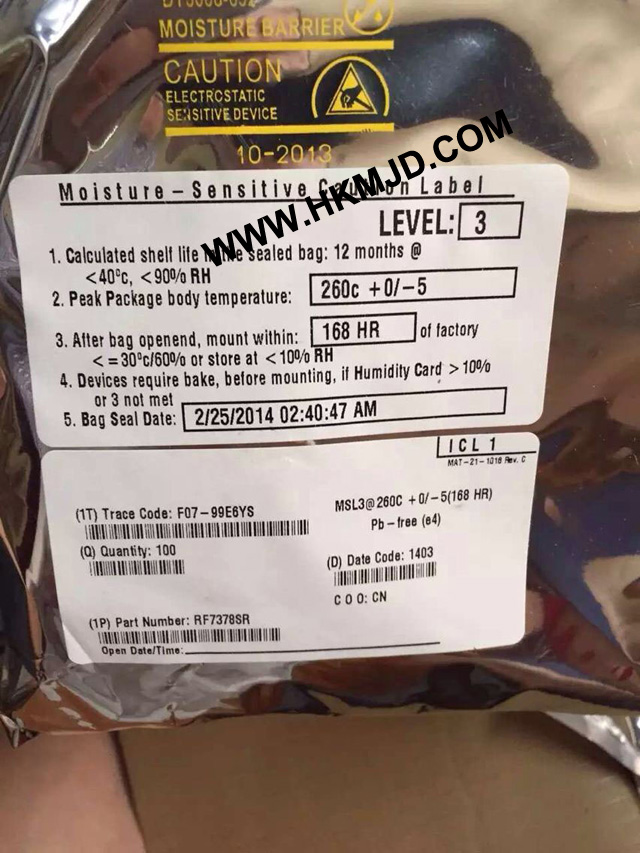 MOISTURE BARRIER
CAUTION
ELECTROSTATIC
SENSITIVE DEVICE
10-2013
WWW.HKMJD.COM
Moisture-Sensitive Caution Label
LEVEL: 3
1. Calculated shelf life in the sealed bag: 12 months @
<40°c, <90% RH
2. Peak Package body temperature: 260c +0/-5
3. After bag openend, mount within: 168 HR of factory
<=30°c/60% or store at <10% RH
4. Devices require bake, before mounting, if Humidity Card >10%
or 3 not met
5. Bag Seal Date: 2/25/2014 02:40:47 AM
ICL 1
MAT-21-1016 Rev. C
(1T) Trace Code: F07-99E6YS
MSL3@260C +0/-5(168 HR)
Pb-free (e4)
(Q) Quantity: 100
(D) Date Code: 1403
COO: CN
(1P) Part Number: RF7378SR
Open Date/Time: